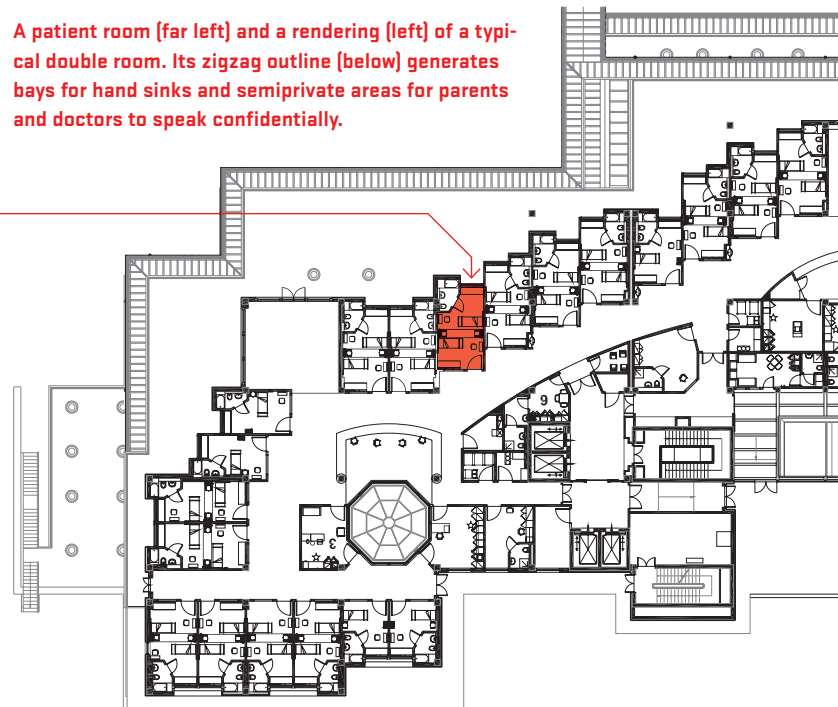 A patient room (far left) and a rendering (left) of a typi-
cal double room. Its zigzag outline (below) generates
bays for hand sinks and semiprivate areas for parents
and doctors to speak confidentially.
6
3